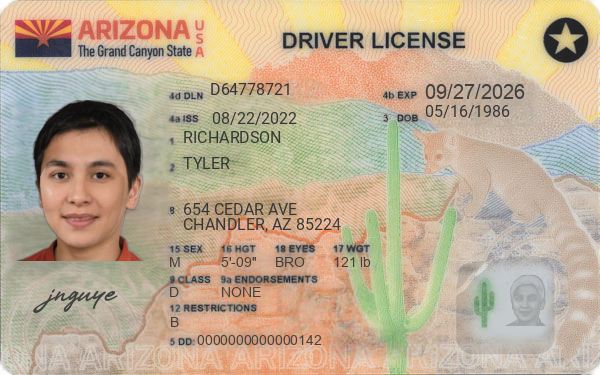 ARIZONA USA
The Grand Canyon State
DRIVER LICENSE
4d DLN D64778721
4b EXP 09/27/2026
4a ISS 08/22/2022
3 DOB 05/16/1986
1 RICHARDSON
2 TYLER
8 654 CEDAR AVE
CHANDLER, AZ 85224
15 SEX 16 HGT 18 EYES 17 WGT
M 5'-09" BRO 121 lb
9 CLASS 9a ENDORSEMENTS
D NONE
12 RESTRICTIONS
B
5 DD: 0000000000000142
jnguye
ARIZONA ARIZONA ARIZONA ARIZONA